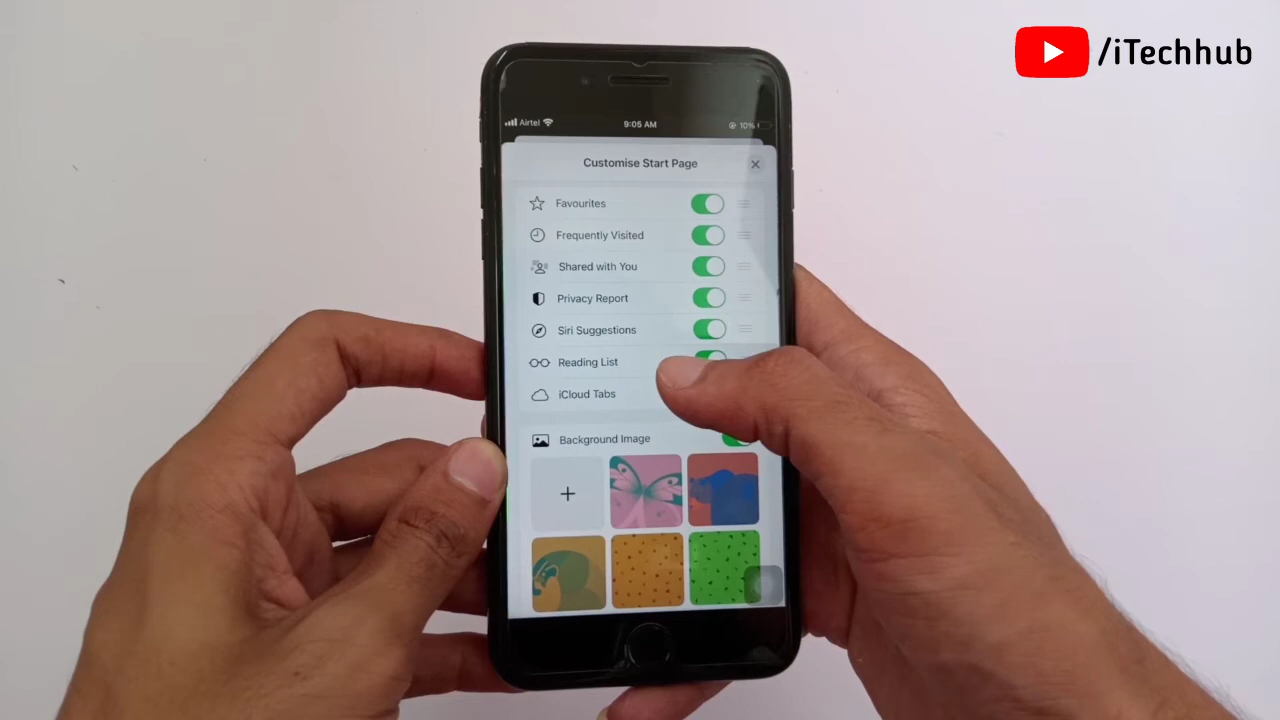 /iTechhub
Airtel 9:05 AM 10%
Customise Start Page
Favourites
Frequently Visited
Shared with You
Privacy Report
Siri Suggestions
Reading List
iCloud Tabs
Background Image